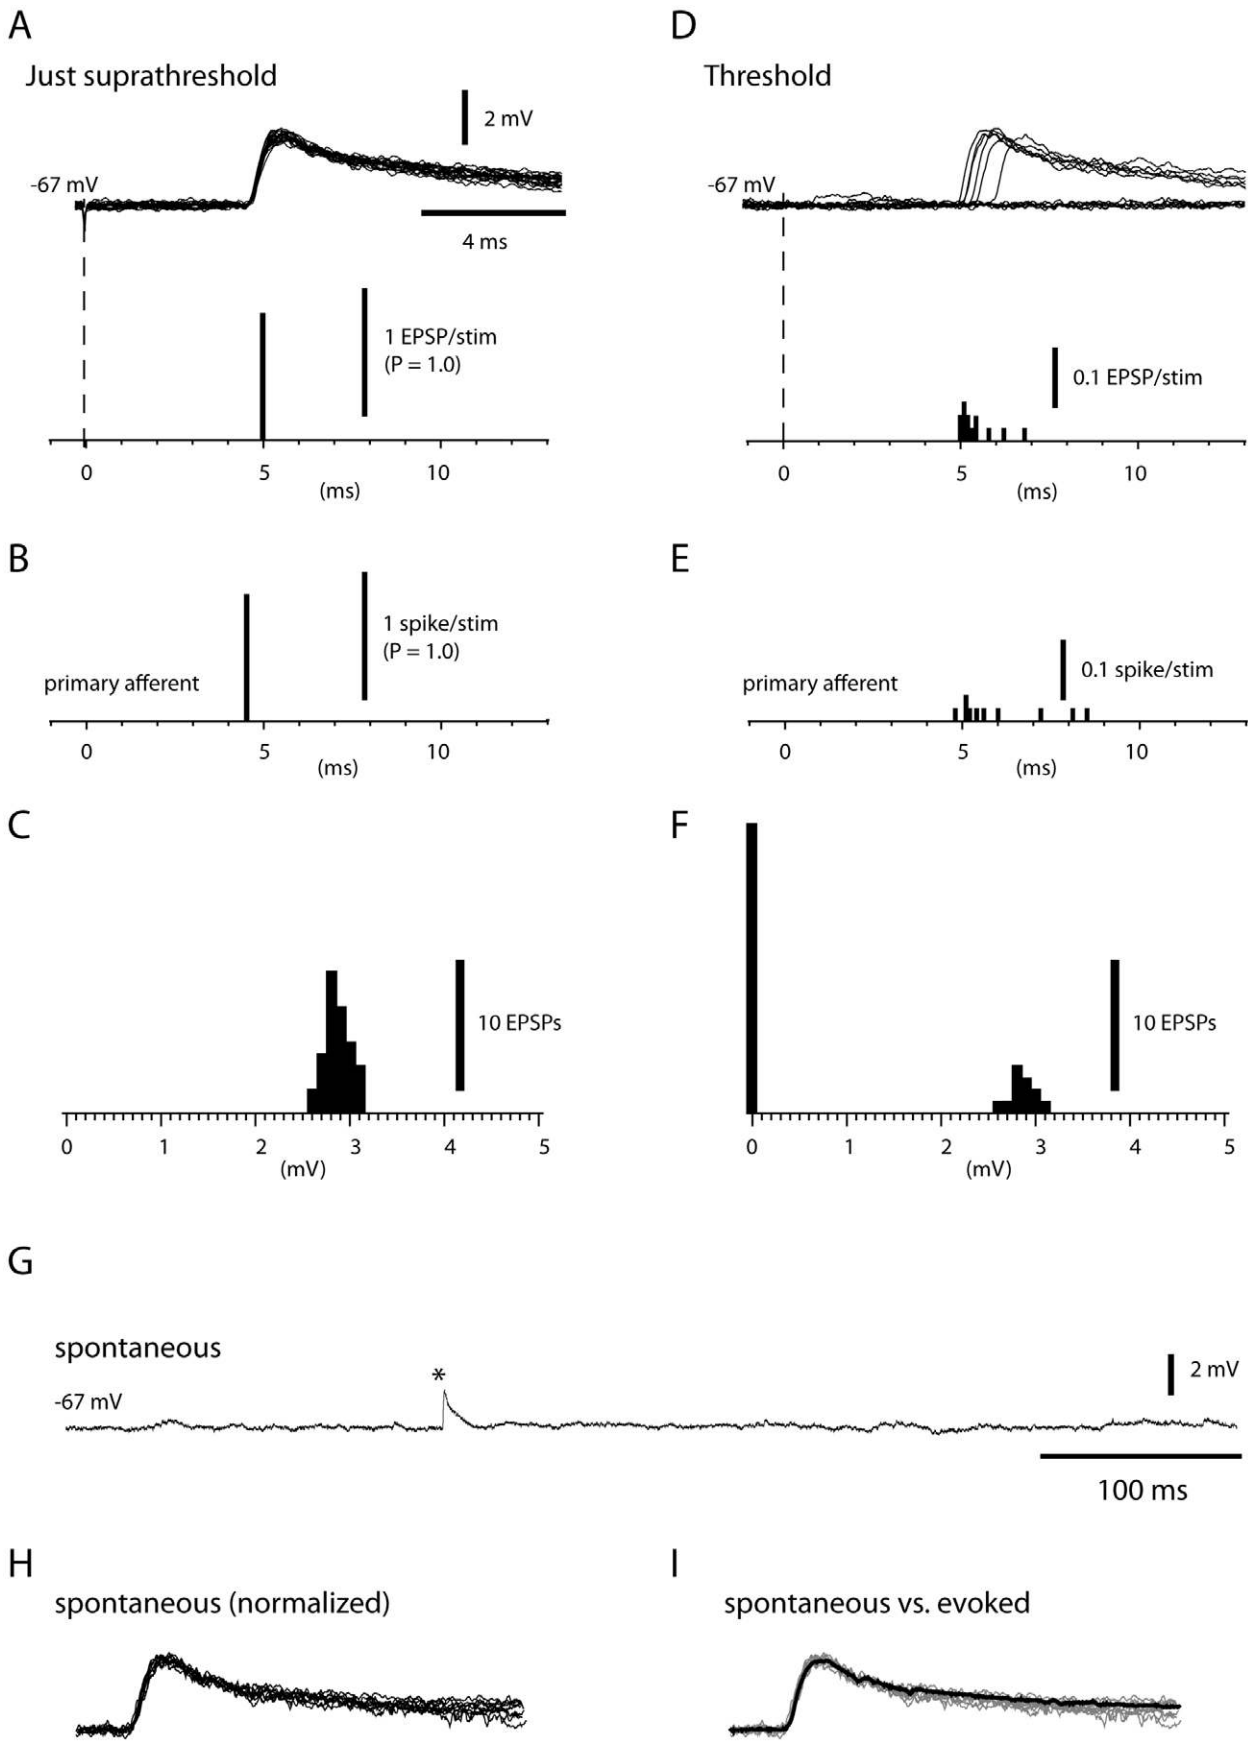 A
Just suprathreshold
2 mV
-67 mV
4 ms
1 EPSP/stim
(P = 1.0)
0 5 10
(ms)
D
Threshold
-67 mV
0.1 EPSP/stim
0 5 10
(ms)
B
1 spike/stim
(P = 1.0)
primary afferent
0 5 10
(ms)
E
0.1 spike/stim
primary afferent
0 5 10
(ms)
C
10 EPSPs
0 1 2 3 4 5
(mV)
F
10 EPSPs
0 1 2 3 4 5
(mV)
G
spontaneous
*
2 mV
-67 mV
100 ms
H
spontaneous (normalized)
I
spontaneous vs. evoked